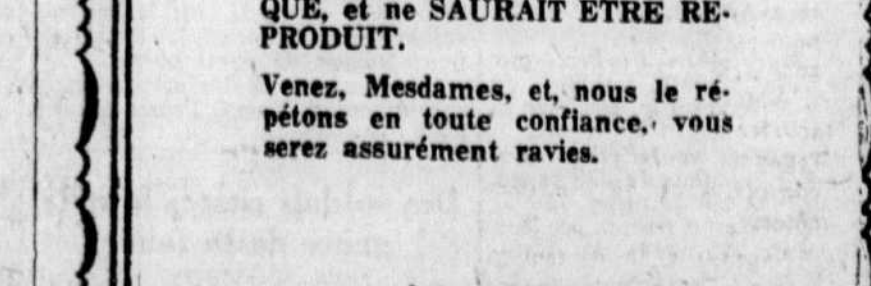 QUE, et ne SAURAIT ETRE RE-
PRODUIT.
Venez, Mesdames, et, nous le ré-
pétons en toute confiance, vous
serez assurément ravies.